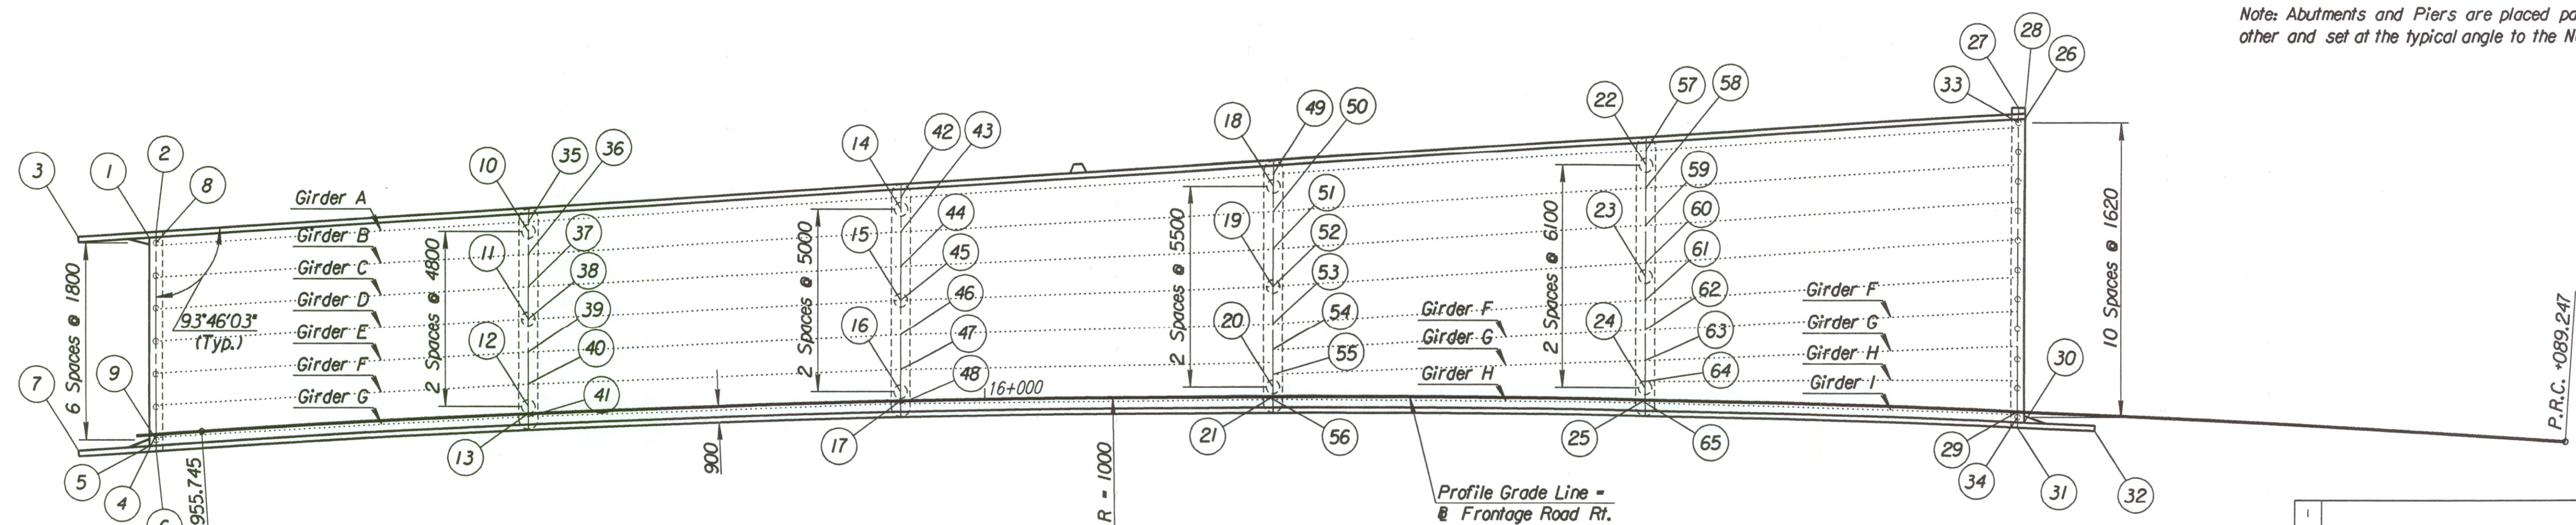 Note: Abutments and Piers are placed pa
other and set at the typical angle to the N
28
27
26
33
57
58
22
49
50
18
42
43
14
35
36
10
2
1
3
8
Girder A
Girder B
Girder C
Girder D
Girder E
Girder F
Girder G
93°46'03"
(Typ.)
6 Spaces @ 1800
2 Spaces @ 4800
2 Spaces @ 5000
2 Spaces @ 5500
2 Spaces @ 6100
10 Spaces @ 1620
37
11
38
39
12
40
41
13
44
15
45
46
16
47
48
17
16+000
51
19
52
53
20
54
55
21
56
Girder F
Girder G
Girder H
59
23
60
61
62
24
63
64
25
65
Girder F
Girder G
Girder H
Girder I
30
29
34
31
32
9
7
5
4
6
955.745
900
R = 1000
Profile Grade Line =
℄ Frontage Road Rt.
P.R.C. +089.247
1